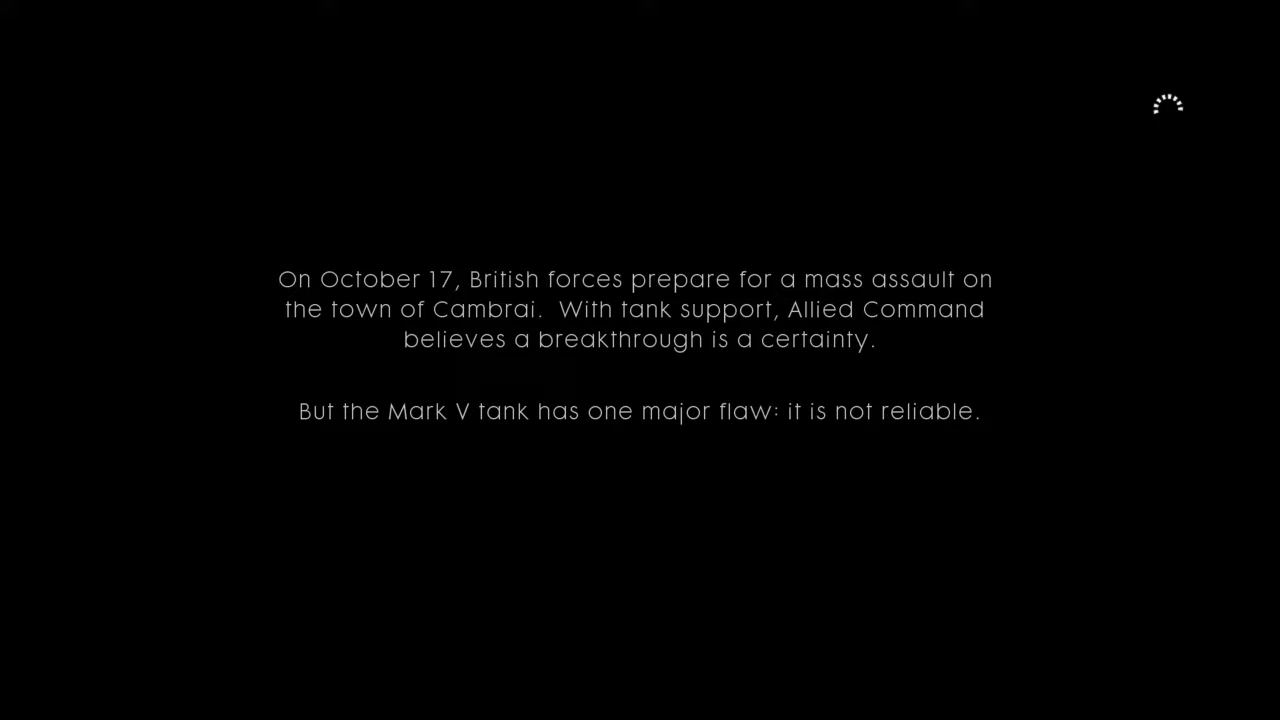 On October 17, British forces prepare for a mass assault on
the town of Cambrai.  With tank support, Allied Command
believes a breakthrough is a certainty.
But the Mark V tank has one major flaw: it is not reliable.